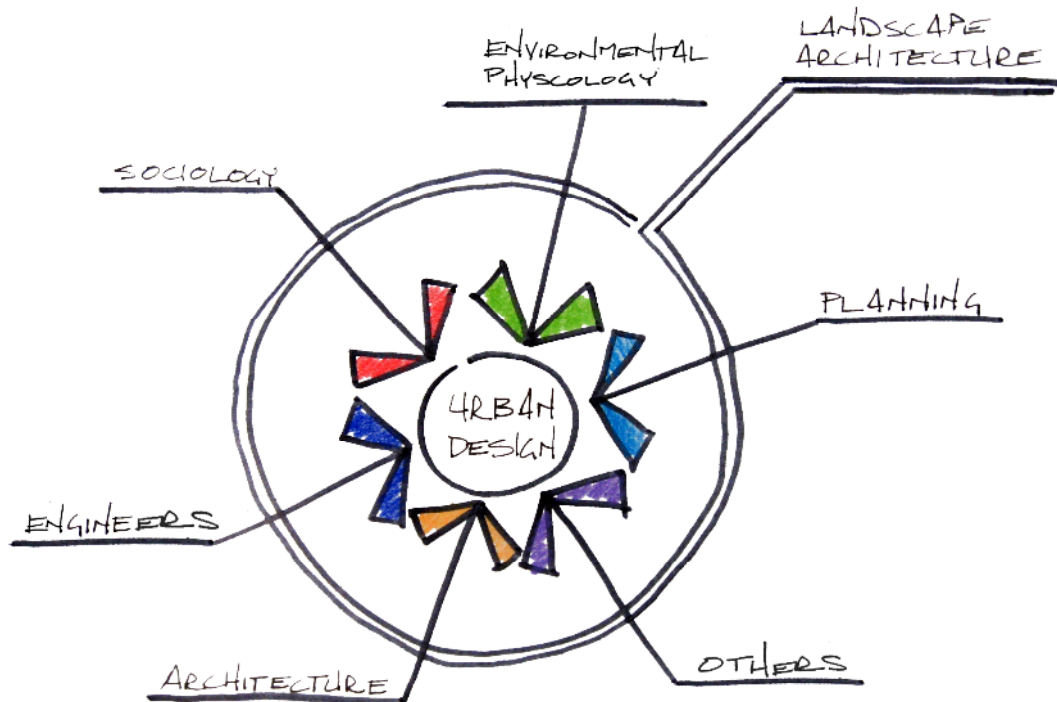 LANDSCAPE
ARCHITECTURE
ENVIRONMENTAL
PHYSCOLOGY
SOCIOLOGY
PLANNING
URBAN
DESIGN
ENGINEERS
OTHERS
ARCHITECTURE